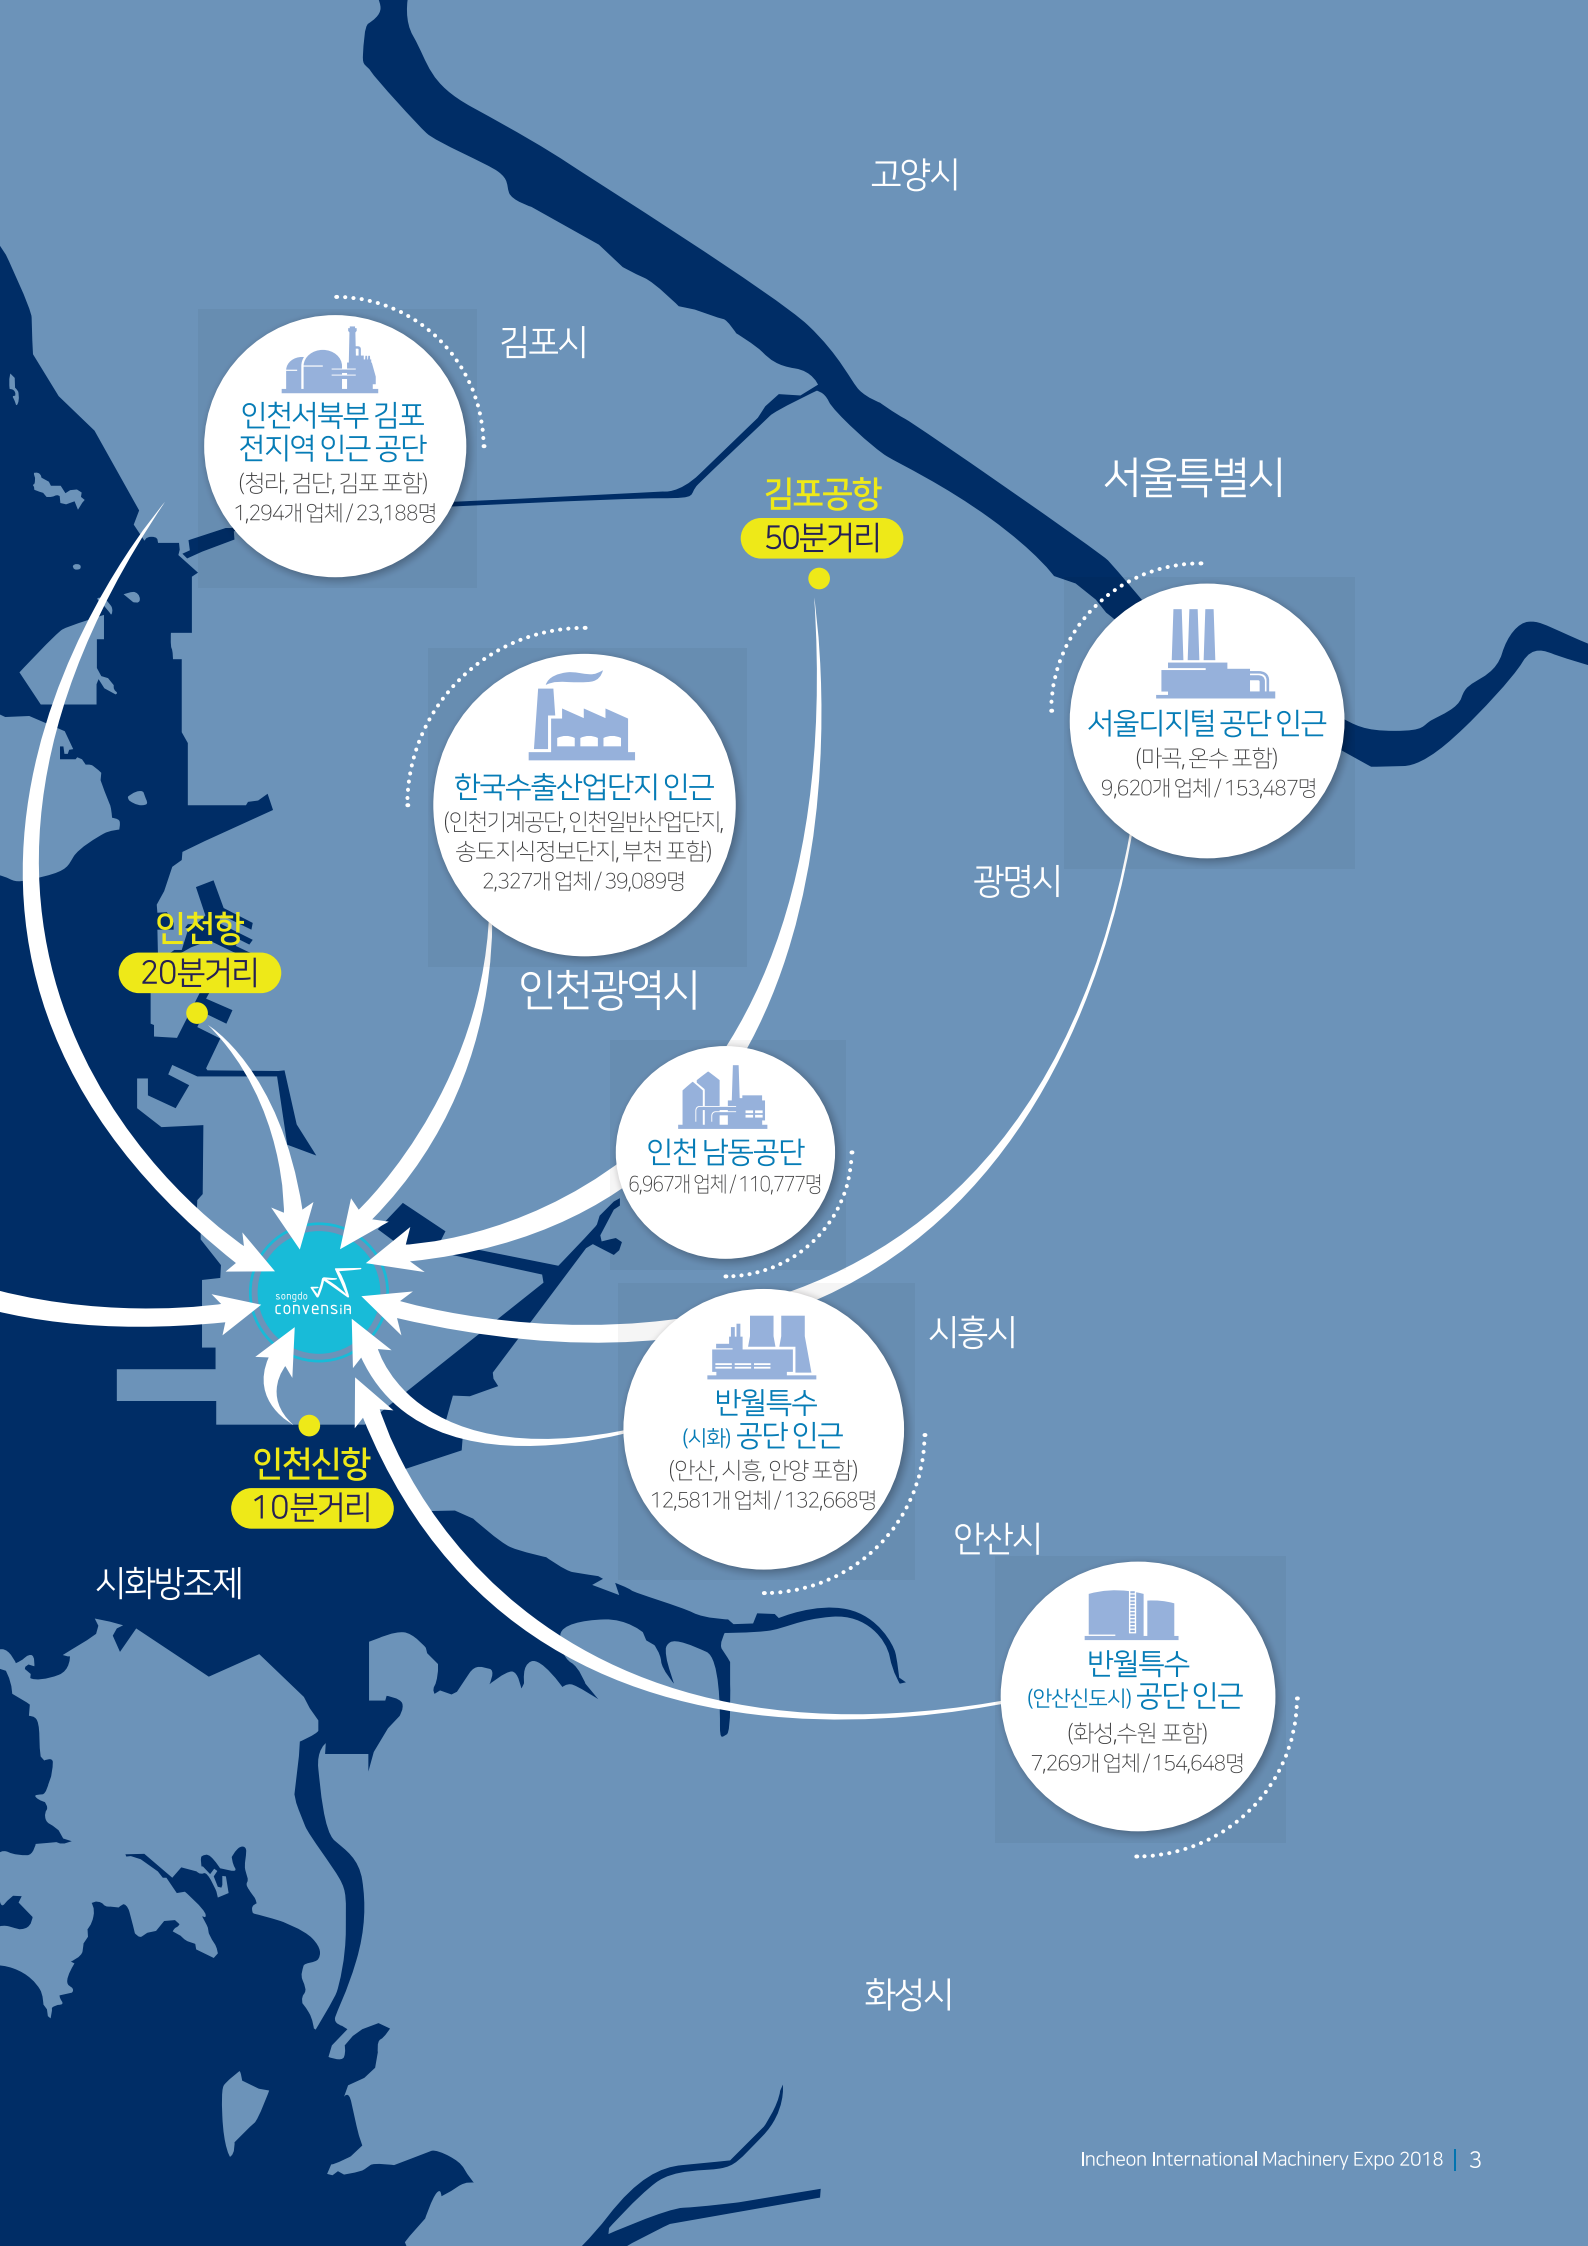 고양시
김포시
인천서북부 김포
전지역 인근 공단
(청라, 검단, 김포 포함)
1,294개 업체 / 23,188명
서울특별시
김포공항
50분거리
서울디지털 공단 인근
(마곡, 온수 포함)
9,620개 업체 / 153,487명
한국수출산업단지 인근
(인천기계공단, 인천일반산업단지,
송도지식정보단지, 부천 포함)
2,327개 업체 / 39,089명
광명시
인천항
20분거리
인천광역시
인천 남동공단
6,967개 업체 / 110,777명
songdo
convensia
시흥시
반월특수
(시화) 공단 인근
(안산, 시흥, 안양 포함)
12,581개 업체 / 132,668명
인천신항
10분거리
안산시
시화방조제
반월특수
(안산신도시) 공단 인근
(화성,수원 포함)
7,269개 업체 / 154,648명
화성시
Incheon International Machinery Expo 2018 | 3